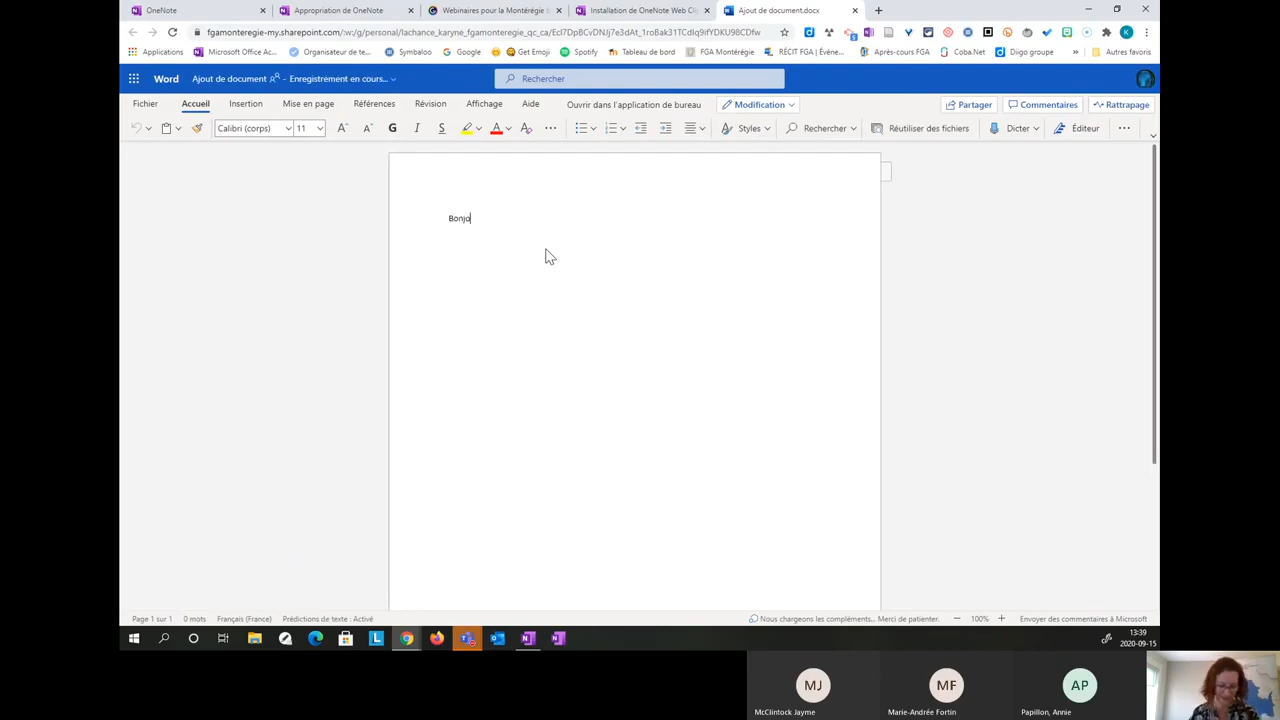 OneNote
Appropriation de OneNote
Webinaires pour la Montérégie
Installation de OneNote Web Cli
Ajout de document.docx
fgamonteregie-my.sharepoint.com/:w:/g/personal/lachance_karyne_fgamonteregie_qc_ca/
Applications
Microsoft Office Ac...
Organisateur de te...
Symbaloo
Google
Get Emoji
Spotify
Tableau de bord
FGA Montérégie
RÉCIT FGA | Évène...
Après-cours FGA
Coba.Net
Diigo groupe
»
Autres favoris
Word
Ajout de document
- Enregistrement en cours...
Rechercher
Fichier
Accueil
Insertion
Mise en page
Références
Révision
Affichage
Aide
Ouvrir dans l'application de bureau
Modification
Partager
Commentaires
Rattrapage
Calibri (corps)
11
A
A
G
I
S
A
Styles
Rechercher
Réutiliser des fichiers
Dicter
Éditeur
Bonjo
Page 1 sur 1
0 mots
Français (France)
Prédictions de texte : Activé
Nous chargeons les compléments... Merci de patienter.
100%
Envoyer des commentaires à Microsoft
13:39
2020-09-15
MJ
MF
AP
McClintock Jayme
Marie-Andrée Fortin
Papillon, Annie